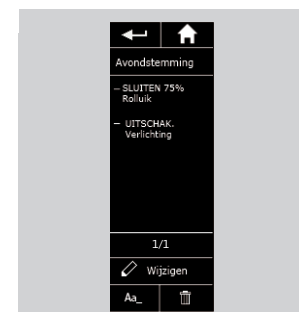 Avondstemming
– SLUITEN 75%
Rolluik
– UITSCHAK.
Verlichting
1/1
Wijzigen
Aa_